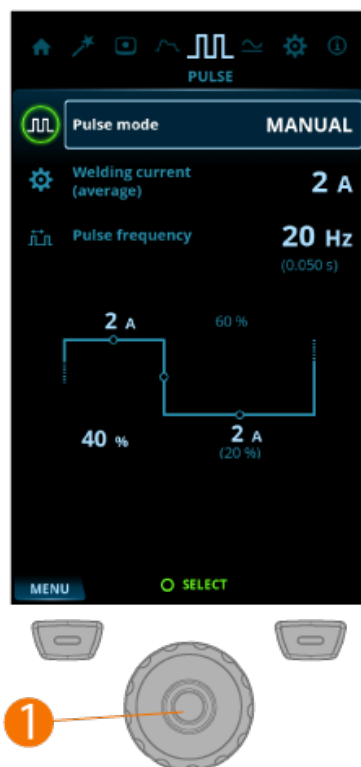 PULSE
Pulse mode MANUAL
Welding current
(average)
2 A
Pulse frequency 20 Hz
(0.050 s)
2 A 60 %
40 % 2 A
(20 %)
MENU SELECT
1